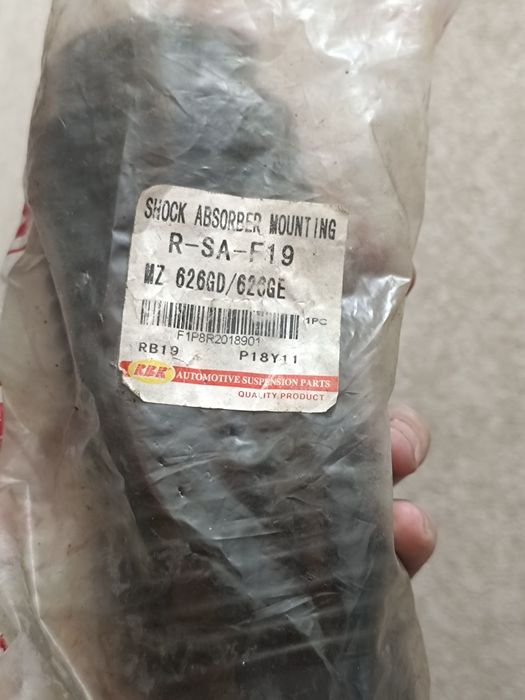 SHOCK ABSORBER MOUNTING
R-SA-F19
MZ 626GD/626GE
1PC
F1P8R2018901
RB19 P18Y11
RBK AUTOMOTIVE SUSPENSION PARTS
QUALITY PRODUCT